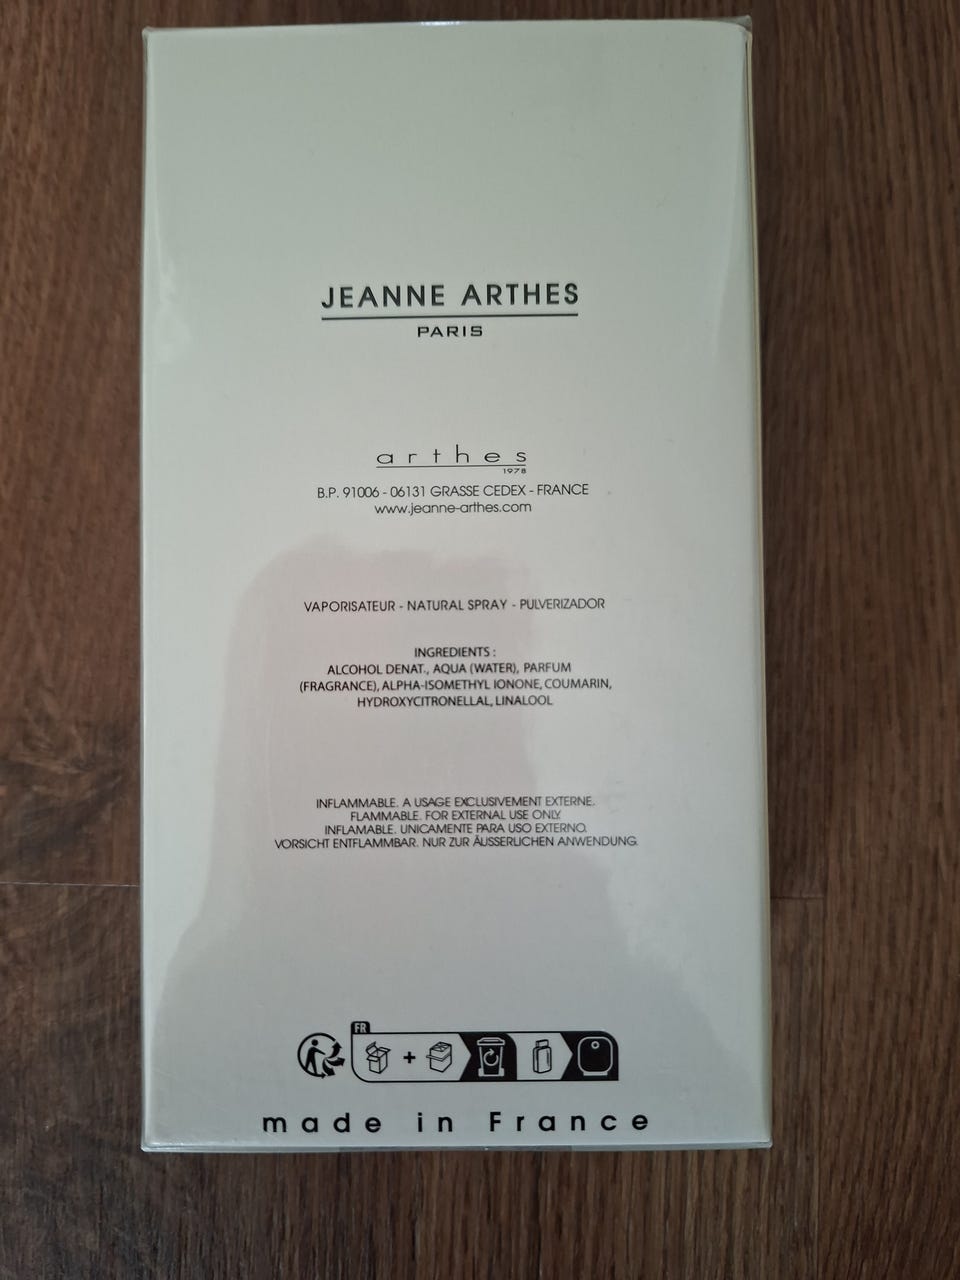 JEANNE ARTHES
PARIS
arthes
1978
B.P. 91006 - 06131 GRASSE CEDEX - FRANCE
www.jeanne-arthes.com
VAPORISATEUR - NATURAL SPRAY - PULVERIZADOR
INGREDIENTS :
ALCOHOL DENAT., AQUA (WATER), PARFUM
(FRAGRANCE), ALPHA-ISOMETHYL IONONE, COUMARIN,
HYDROXYCITRONELLAL, LINALOOL
INFLAMMABLE. A USAGE EXCLUSIVEMENT EXTERNE.
FLAMMABLE. FOR EXTERNAL USE ONLY.
INFLAMABLE. UNICAMENTE PARA USO EXTERNO.
VORSICHT ENTFLAMMBAR. NUR ZUR ÄUSSERLICHEN ANWENDUNG.
FR
+
made in France